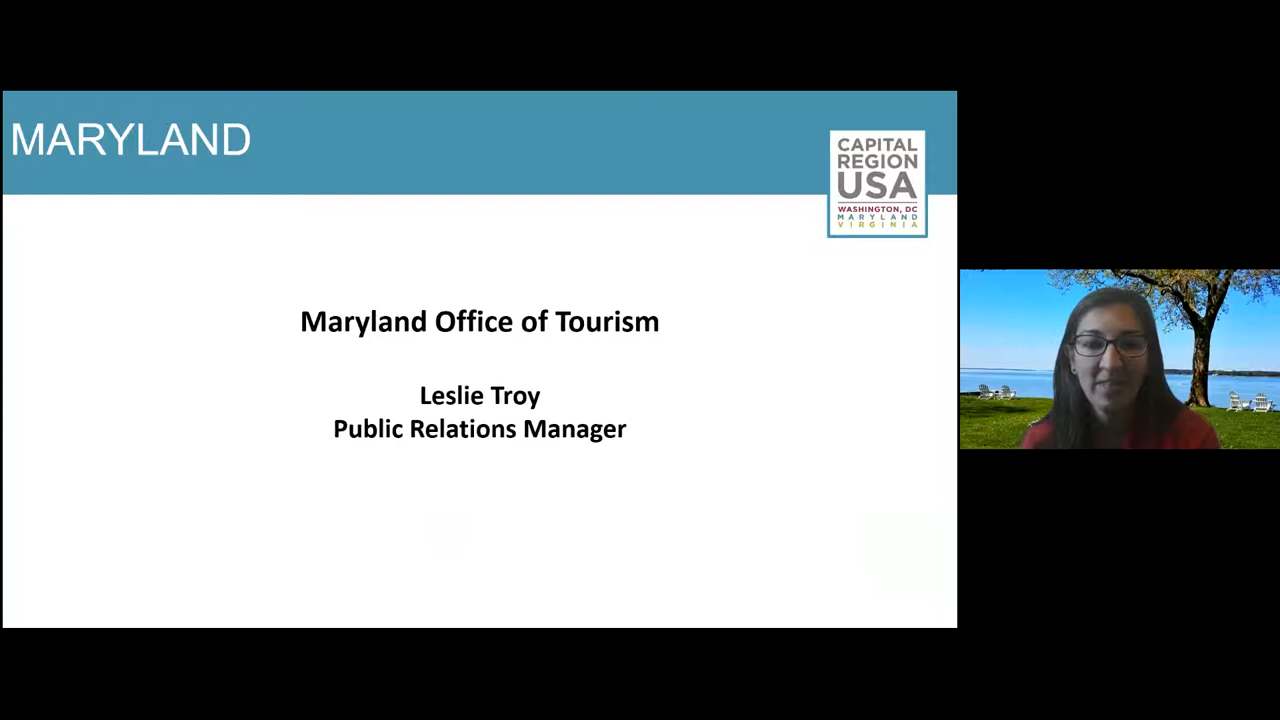 MARYLAND
CAPITAL
REGION
USA
WASHINGTON, DC
MARYLAND
VIRGINIA
Maryland Office of Tourism
Leslie Troy
Public Relations Manager